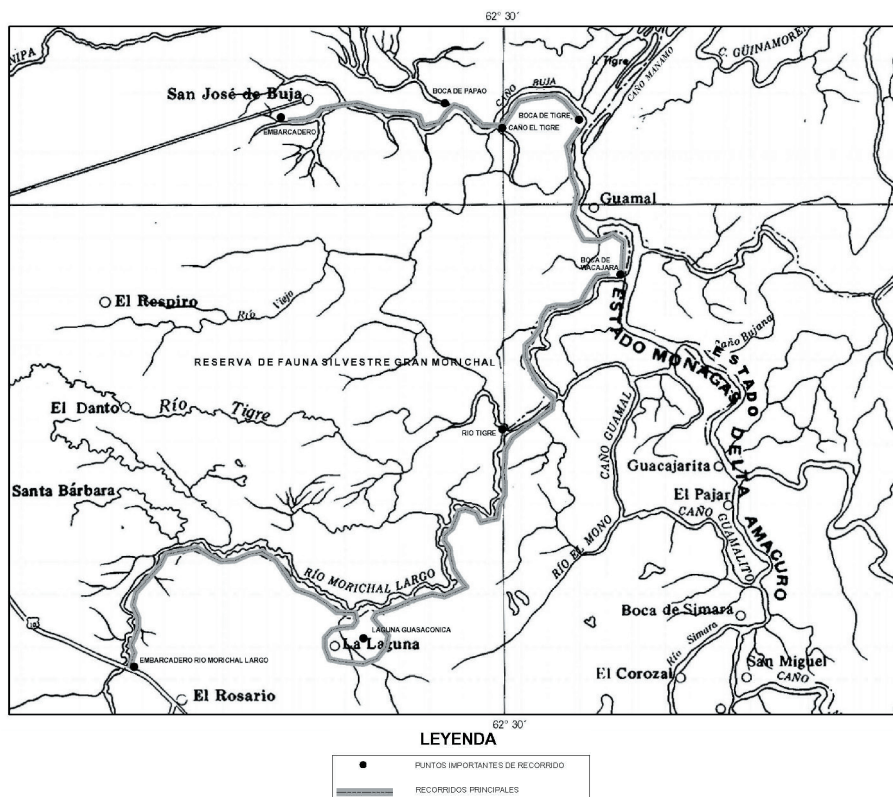 62° 30´
VIPA
I. Tigre
CAÑO MANAMO
C. GÜINAMORE
San José de Buja
BOCA DE PAPAO
CAÑO BUJA
EMBARCADERO
BOCA DE TIGRE
CAÑO EL TIGRE
Guamal
BOCA DE WACAJARA
El Respiro
Río Viejo
ESTADO MONAGAS
Caño Bujana
ESTADO DELTA AMACURO
RESERVA DE FAUNA SILVESTRE GRAN MORICHAL
El Danto
Río Tigre
RIO TIGRE
CAÑO GUAMAL
Guacajarita
Santa Bárbara
El Pajar
CAÑO GUAMALITO
RÍO EL MONO
RÍO MORICHAL LARGO
Boca de Simara
LAGUNA GUASACONICA
La Laguna
Río Simara
10
EMBARCADERO RIO MORICHAL LARGO
San Miguel
El Corozal
CAÑO
El Rosario
62° 30´
LEYENDA
PUNTOS IMPORTANTES DE RECORRIDO
RECORRIDOS PRINCIPALES